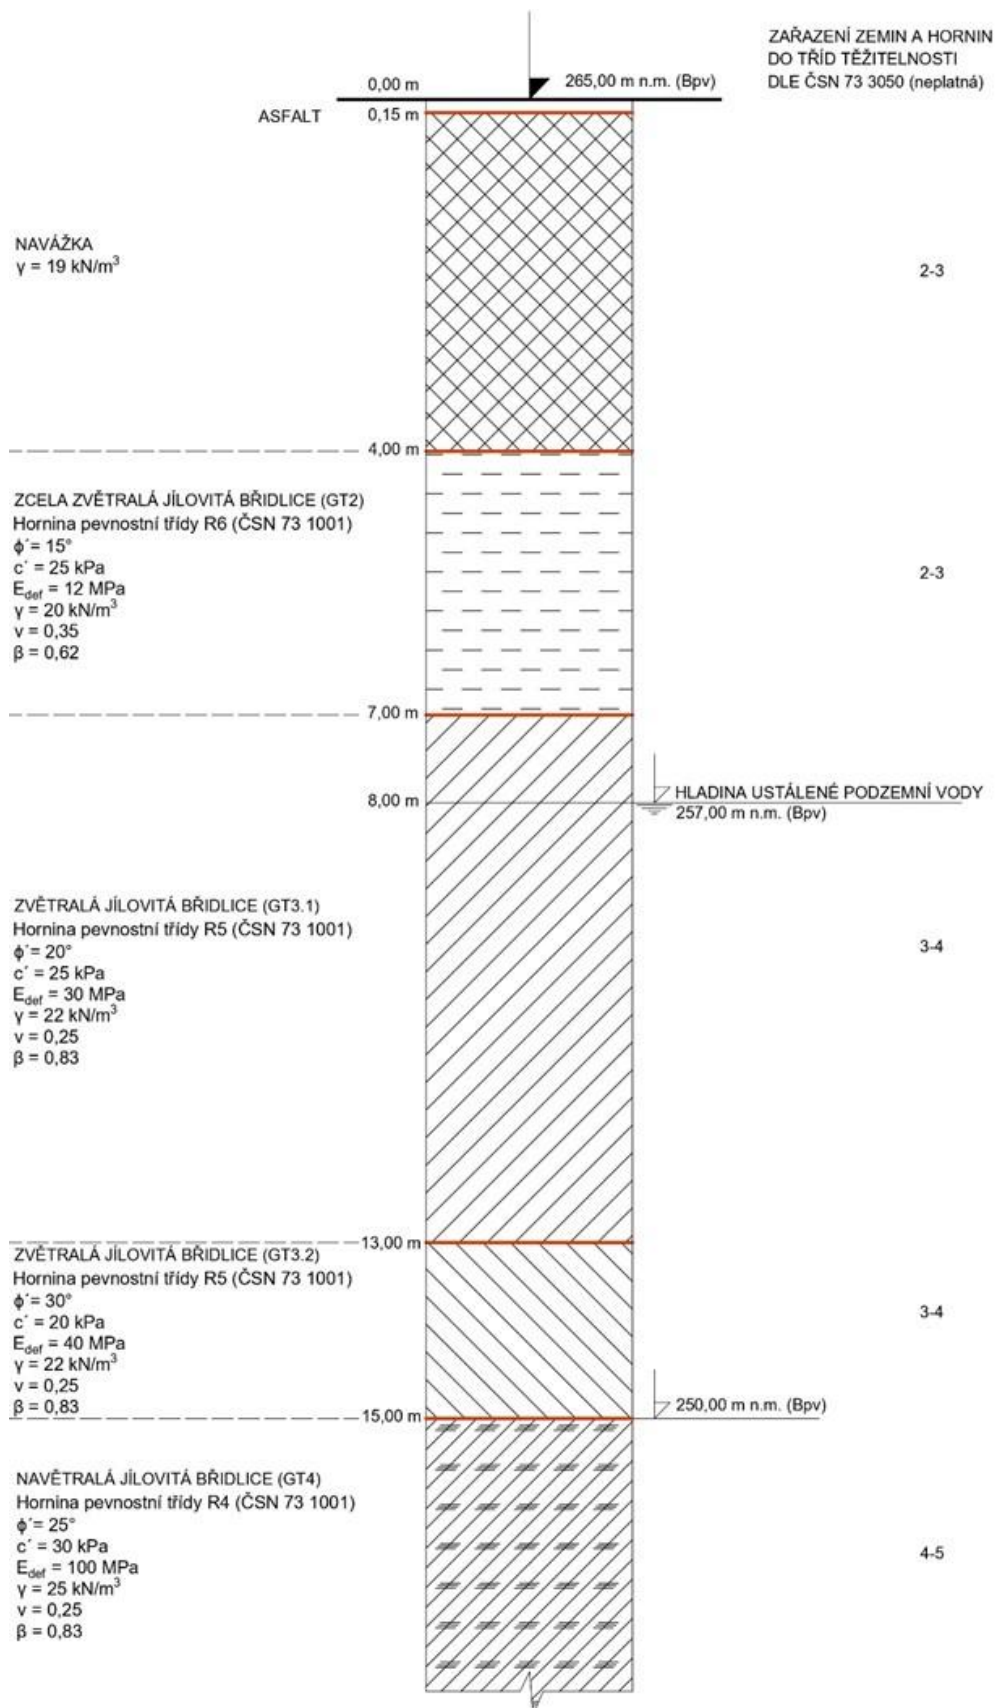 ZAŘAZENÍ ZEMIN A HORNIN
DO TŘÍD TĚŽITELNOSTI
DLE ČSN 73 3050 (neplatná)
0,00 m
265,00 m n.m. (Bpv)
ASFALT
0,15 m
NAVÁŽKA
γ = 19 kN/m³
2-3
4,00 m
ZCELA ZVĚTRALÁ JÍLOVITÁ BŘIDLICE (GT2)
Hornina pevnostní třídy R6 (ČSN 73 1001)
ϕ´= 15°
c´ = 25 kPa
Edef = 12 MPa
γ = 20 kN/m³
ν = 0,35
β = 0,62
2-3
7,00 m
8,00 m
HLADINA USTÁLENÉ PODZEMNÍ VODY
257,00 m n.m. (Bpv)
ZVĚTRALÁ JÍLOVITÁ BŘIDLICE (GT3.1)
Hornina pevnostní třídy R5 (ČSN 73 1001)
ϕ´= 20°
c´ = 25 kPa
Edef = 30 MPa
γ = 22 kN/m³
ν = 0,25
β = 0,83
3-4
13,00 m
ZVĚTRALÁ JÍLOVITÁ BŘIDLICE (GT3.2)
Hornina pevnostní třídy R5 (ČSN 73 1001)
ϕ´= 30°
c´ = 20 kPa
Edef = 40 MPa
γ = 22 kN/m³
ν = 0,25
β = 0,83
3-4
15,00 m
250,00 m n.m. (Bpv)
NAVĚTRALÁ JÍLOVITÁ BŘIDLICE (GT4)
Hornina pevnostní třídy R4 (ČSN 73 1001)
ϕ´= 25°
c´ = 30 kPa
Edef = 100 MPa
γ = 25 kN/m³
ν = 0,25
β = 0,83
4-5